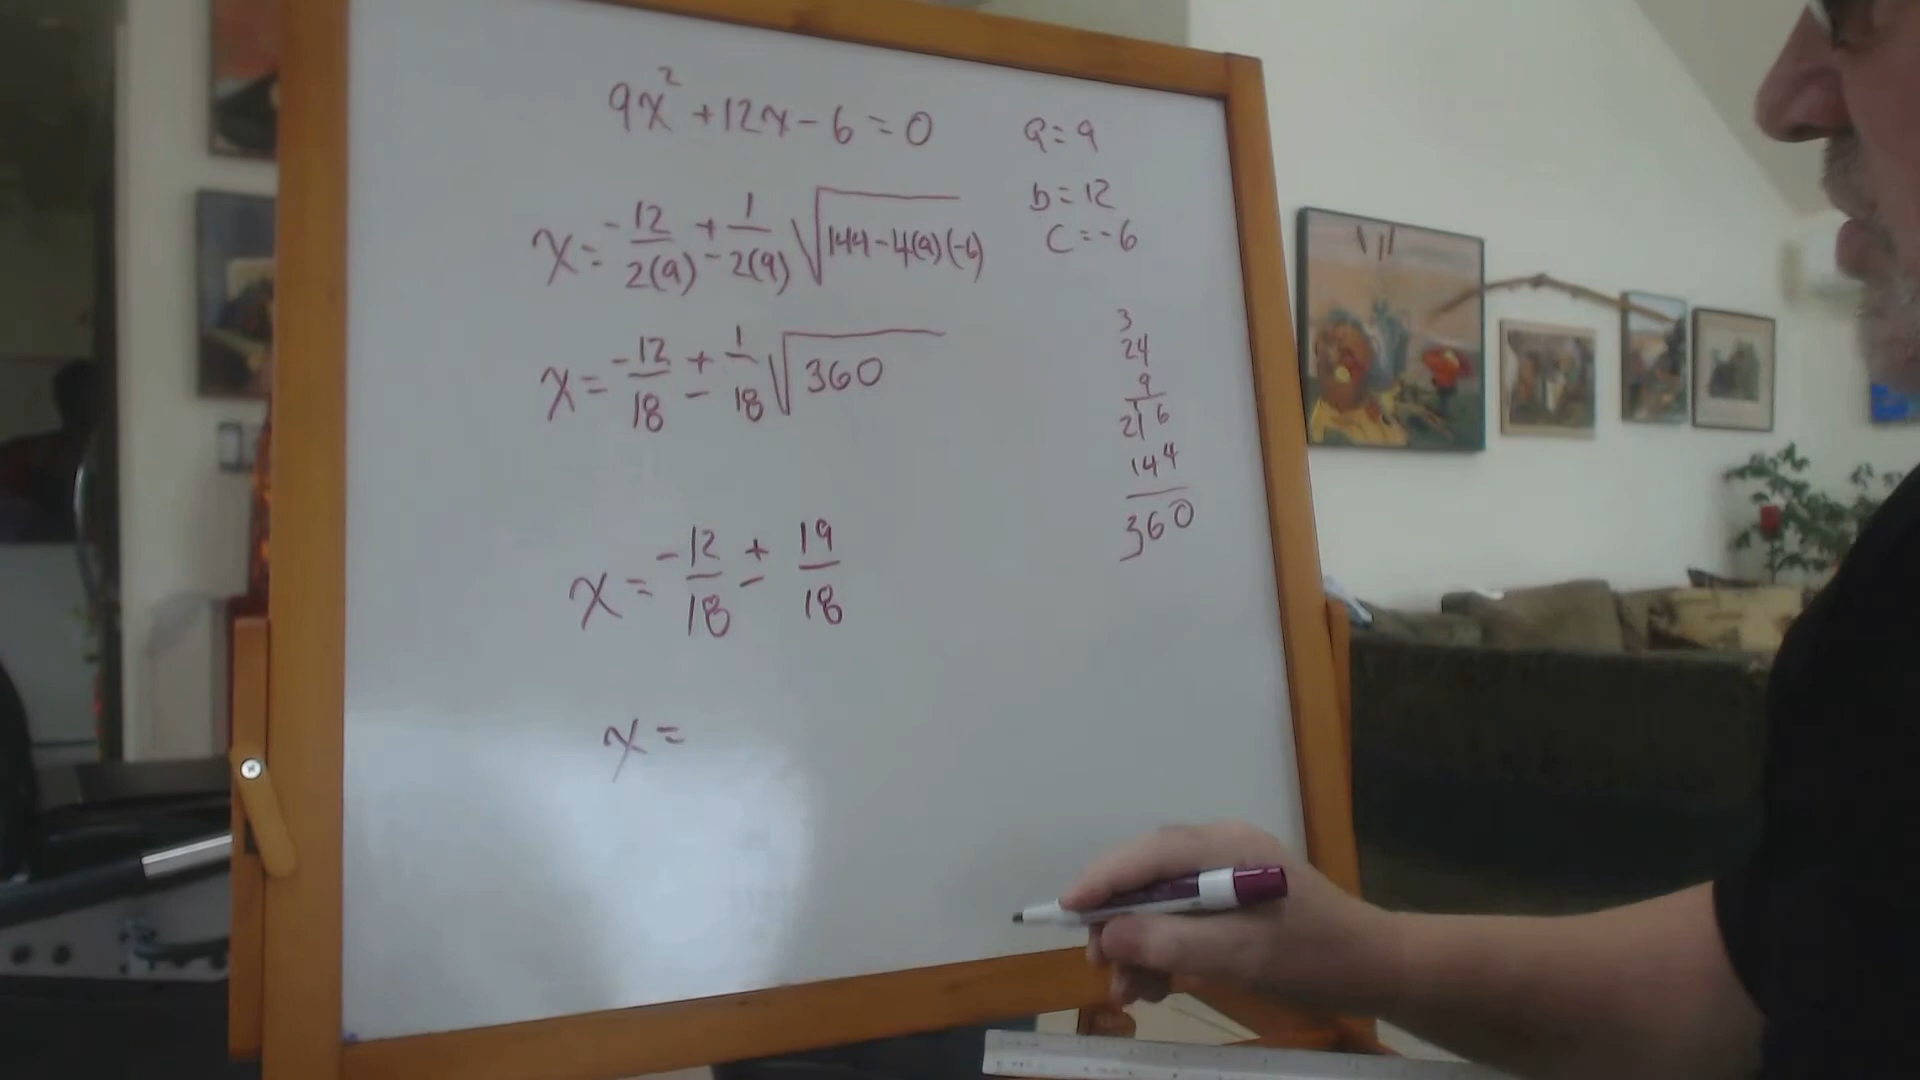 9x² + 12x - 6 = 0
a = 9
b = 12
c = -6
x = -12/2(9) ± 1/2(9) √144 - 4(9)(-6)
x = -12/18 ± 1/18 √360
3
24
9
216
144
360
x = -12/18 ± 19/18
x =